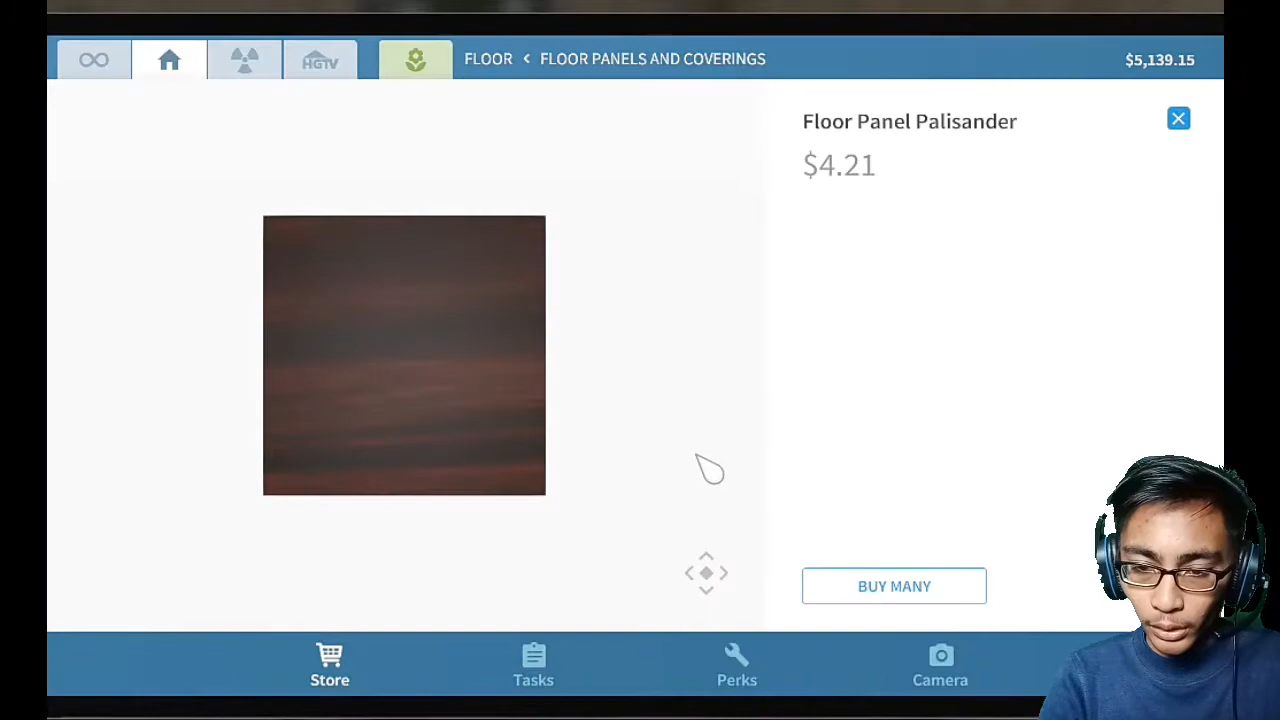 HGTV
FLOOR < FLOOR PANELS AND COVERINGS
$5,139.15
Floor Panel Palisander
$4.21
BUY MANY
Store
Tasks
Perks
Camera